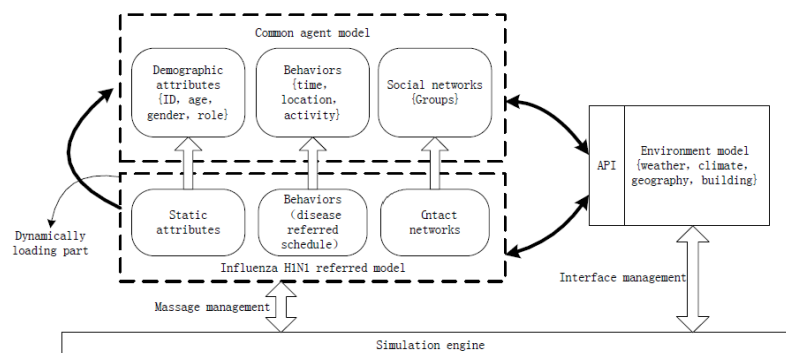 Common agent model
Demographic
attributes
{ID, age,
gender, role}
Behaviors
{time,
location,
activity}
Social networks
{Groups}
API
Environment model
{weather, climate,
geography, building}
Static
attributes
Behaviors
(disease
referred
schedule)
Cntact
networks
Dynamically
loading part
Influenza H1N1 referred model
Massage management
Interface management
Simulation engine